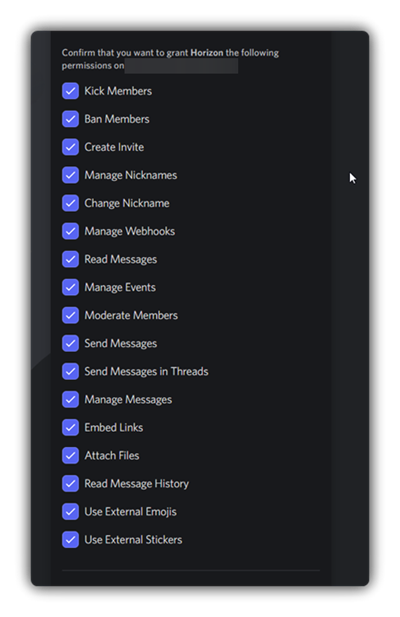 Confirm that you want to grant Horizon the following
permissions on
Kick Members
Ban Members
Create Invite
Manage Nicknames
Change Nickname
Manage Webhooks
Read Messages
Manage Events
Moderate Members
Send Messages
Send Messages in Threads
Manage Messages
Embed Links
Attach Files
Read Message History
Use External Emojis
Use External Stickers